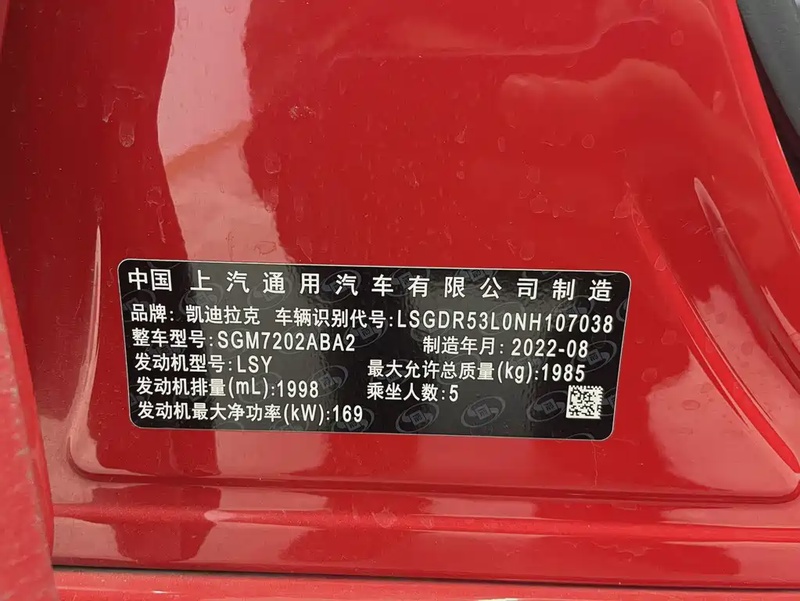 中国 上汽通用汽车有限公司制造
品牌: 凯迪拉克 车辆识别代号:LSGDR53L0NH107038
整车型号:SGM7202ABA2 制造年月:2022-08
发动机型号:LSY 最大允许总质量(kg):1985
发动机排量(mL):1998 乘坐人数:5
发动机最大净功率(kW):169